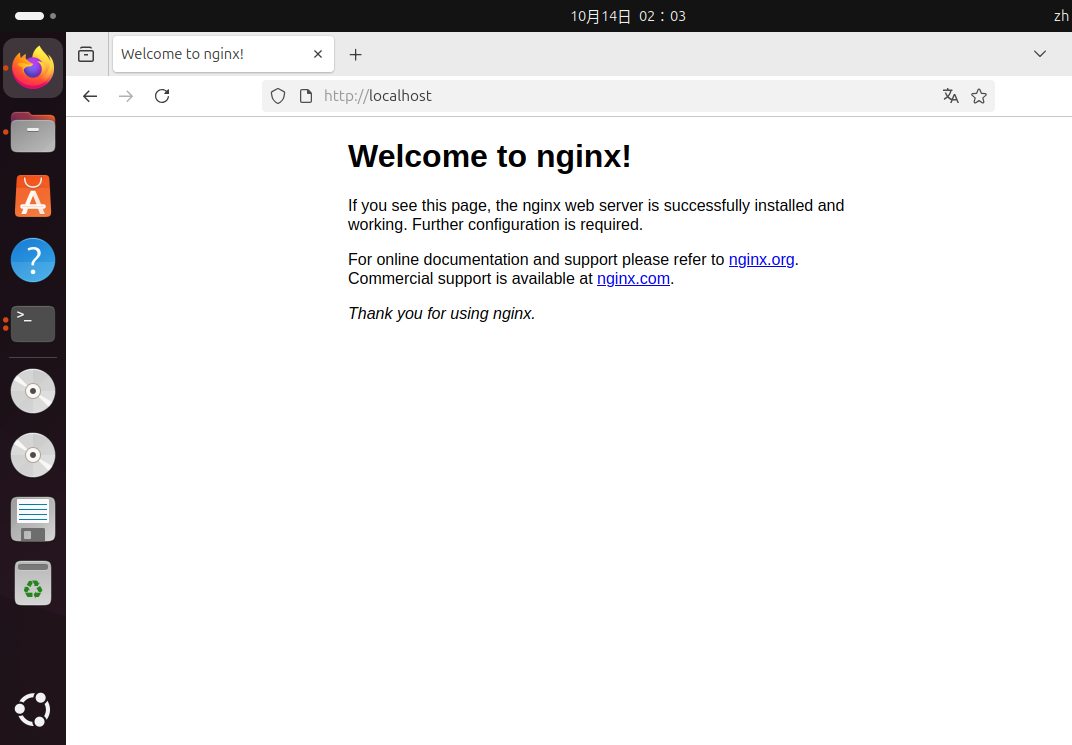 10月14日 02：03
zh
Welcome to nginx!
http://localhost
Welcome to nginx!
If you see this page, the nginx web server is successfully installed and
working. Further configuration is required.
For online documentation and support please refer to nginx.org.
Commercial support is available at nginx.com.
Thank you for using nginx.